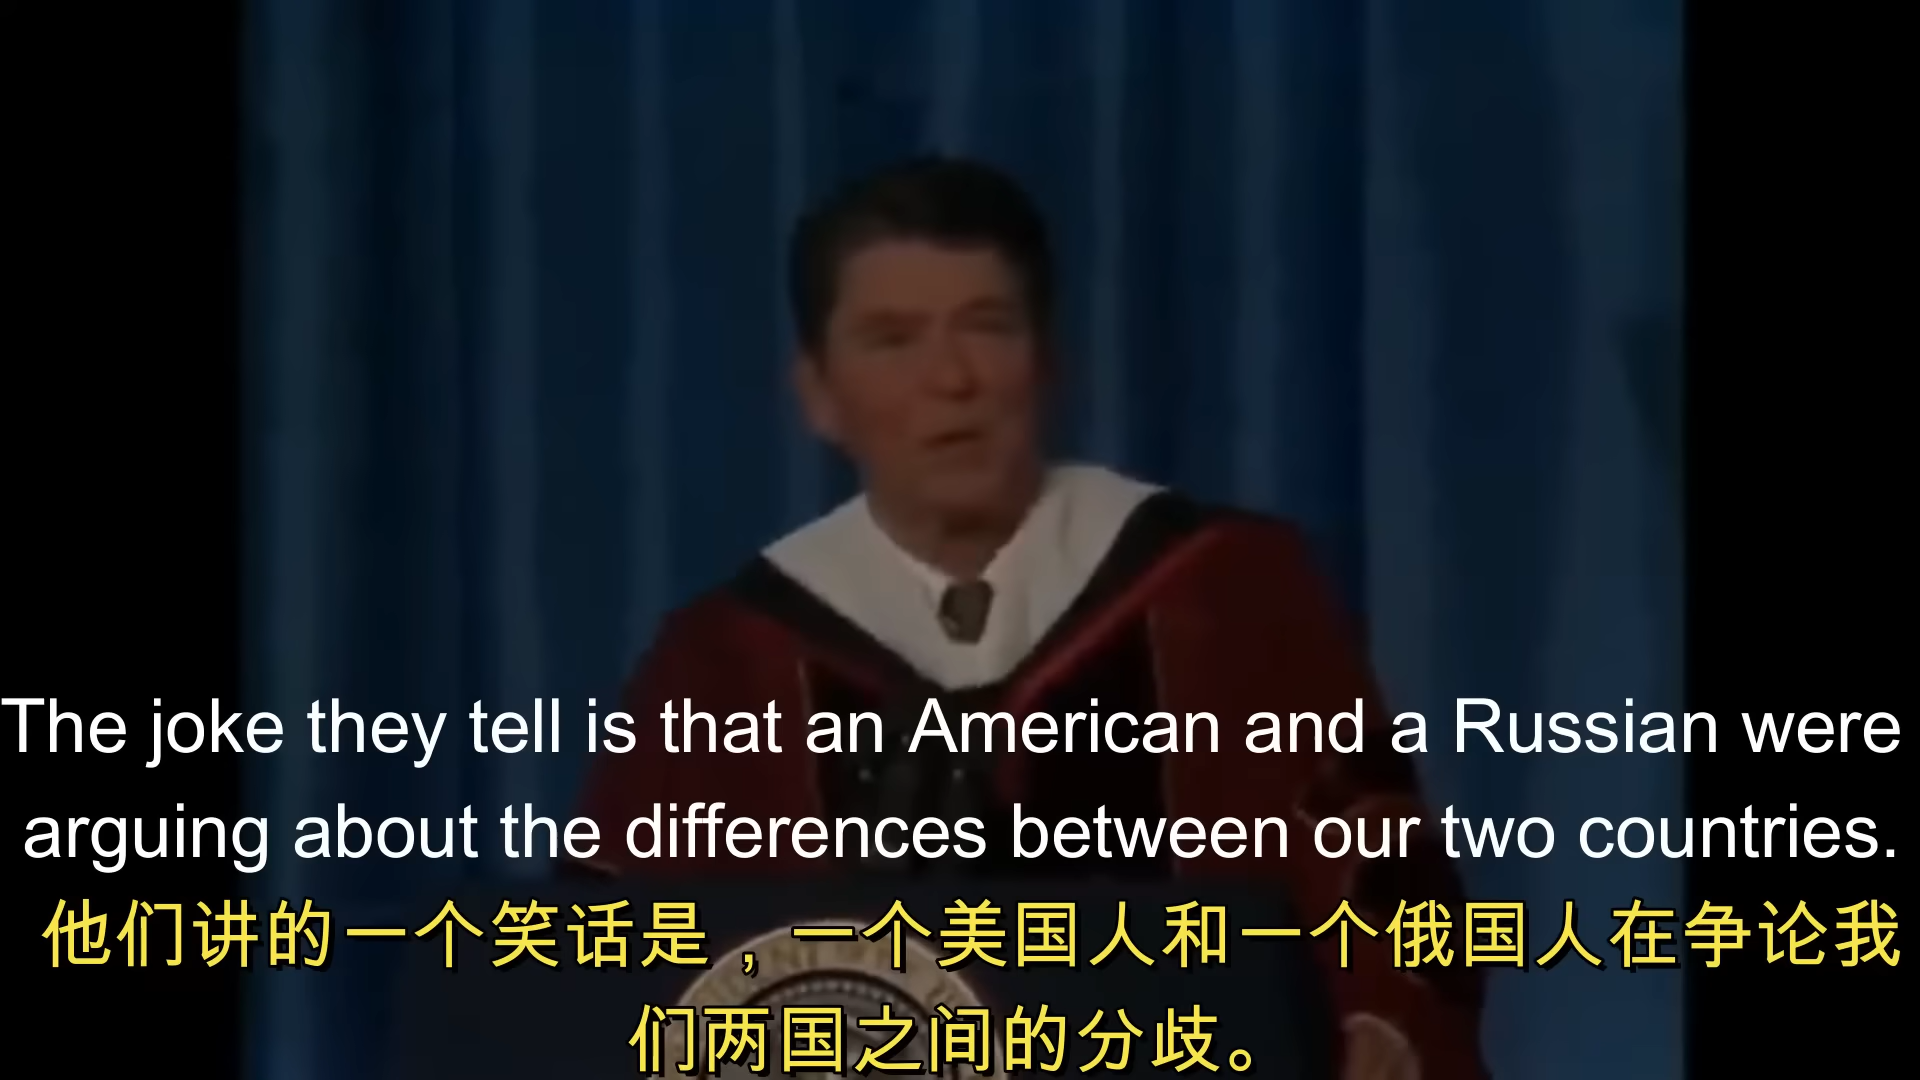 The joke they tell is that an American and a Russian were
arguing about the differences between our two countries.
他们讲的一个笑话是，一个美国人和一个俄国人在争论我
们两国之间的分歧。